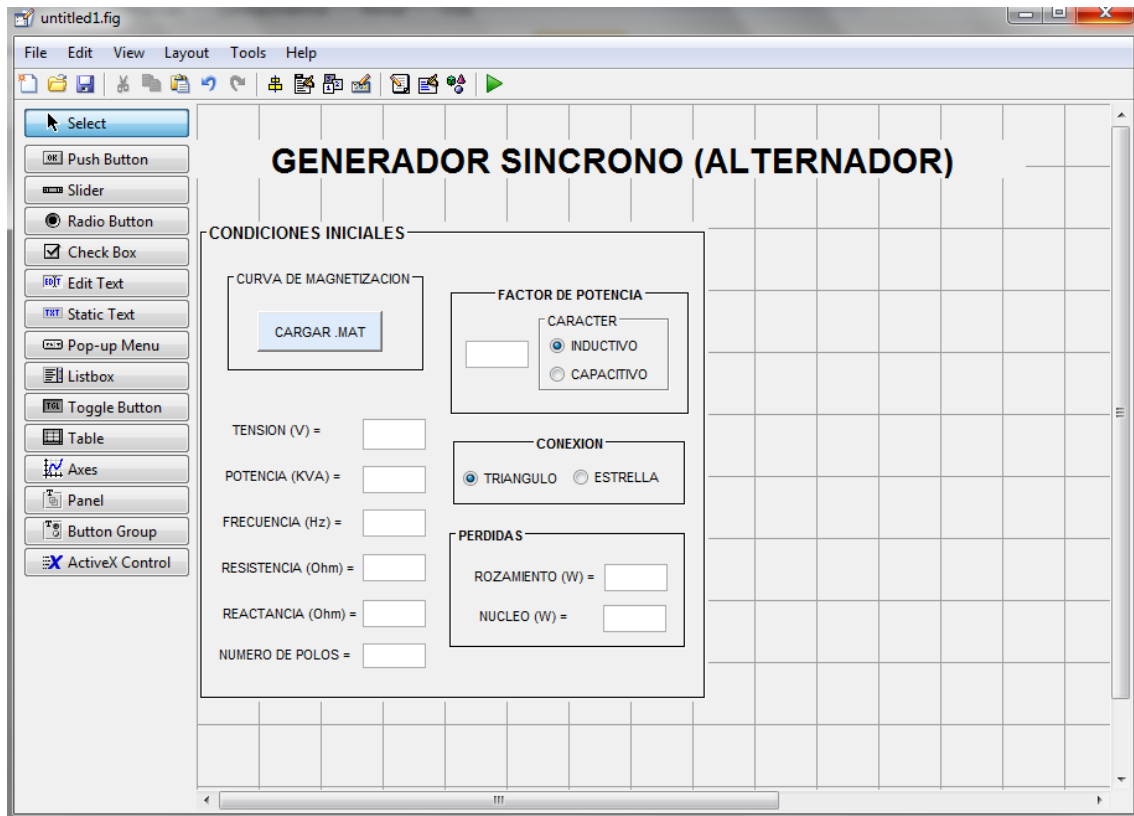 untitled1.fig
File Edit View Layout Tools Help
Select
Push Button
Slider
Radio Button
Check Box
Edit Text
Static Text
Pop-up Menu
Listbox
Toggle Button
Table
Axes
Panel
Button Group
ActiveX Control
GENERADOR SINCRONO (ALTERNADOR)
CONDICIONES INICIALES
CURVA DE MAGNETIZACION
CARGAR .MAT
TENSION (V) =
POTENCIA (KVA) =
FRECUENCIA (Hz) =
RESISTENCIA (Ohm) =
REACTANCIA (Ohm) =
NUMERO DE POLOS =
FACTOR DE POTENCIA
CARACTER
INDUCTIVO
CAPACITIVO
CONEXION
TRIANGULO ESTRELLA
PERDIDAS
ROZAMIENTO (W) =
NUCLEO (W) =